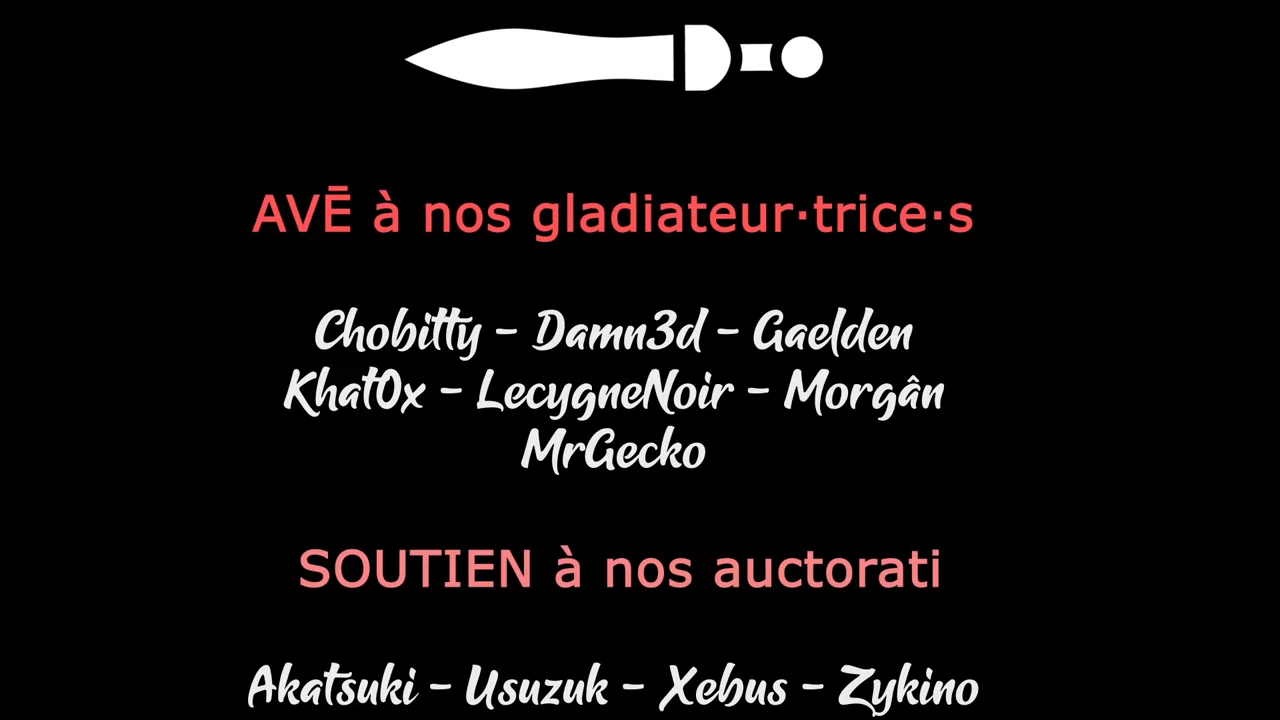 AVĒ à nos gladiateur·trice·s
Chobitty - Damn3d - Gaelden
Khat0x - LecygneNoir - Morgân
MrGecko
SOUTIEN à nos auctorati
Akatsuki - Usuzuk - Xebus - Zykino